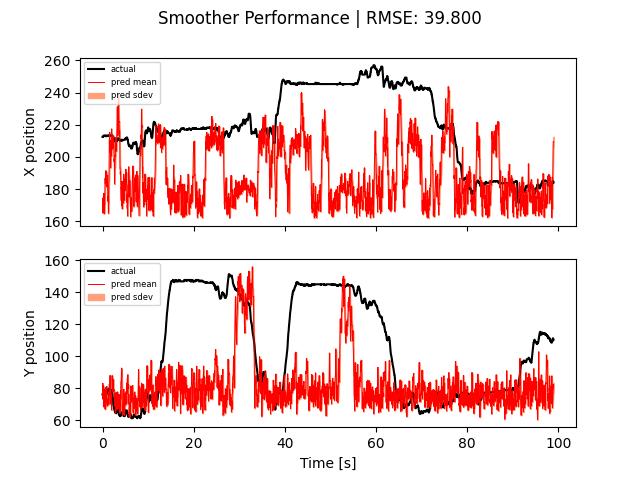 Smoother Performance | RMSE: 39.800
260
240
220
200
180
160
X position
actual
pred mean
pred sdev
160
140
120
100
80
60
Y position
actual
pred mean
pred sdev
0 20 40 60 80 100
Time [s]